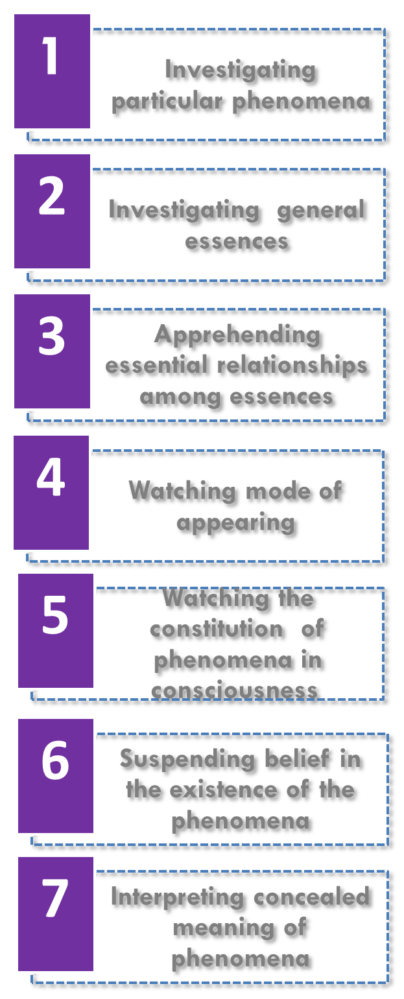 1
Investigating
particular phenomena
2
Investigating general
essences
3
Apprehending
essential relationships
among essences
4
Watching mode of
appearing
5
Watching the
constitution of
phenomena in
consciousness
6
Suspending belief in
the existence of the
phenomena
7
Interpreting concealed
meaning of
phenomena